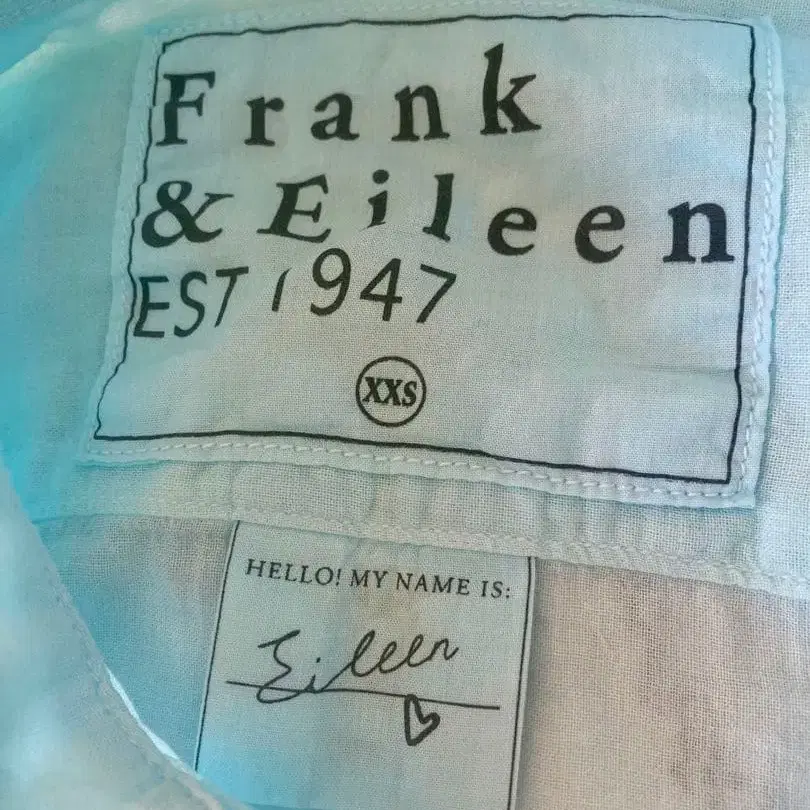 Frank
& Eileen
EST 1947
XXS
HELLO! MY NAME IS:
Eileen